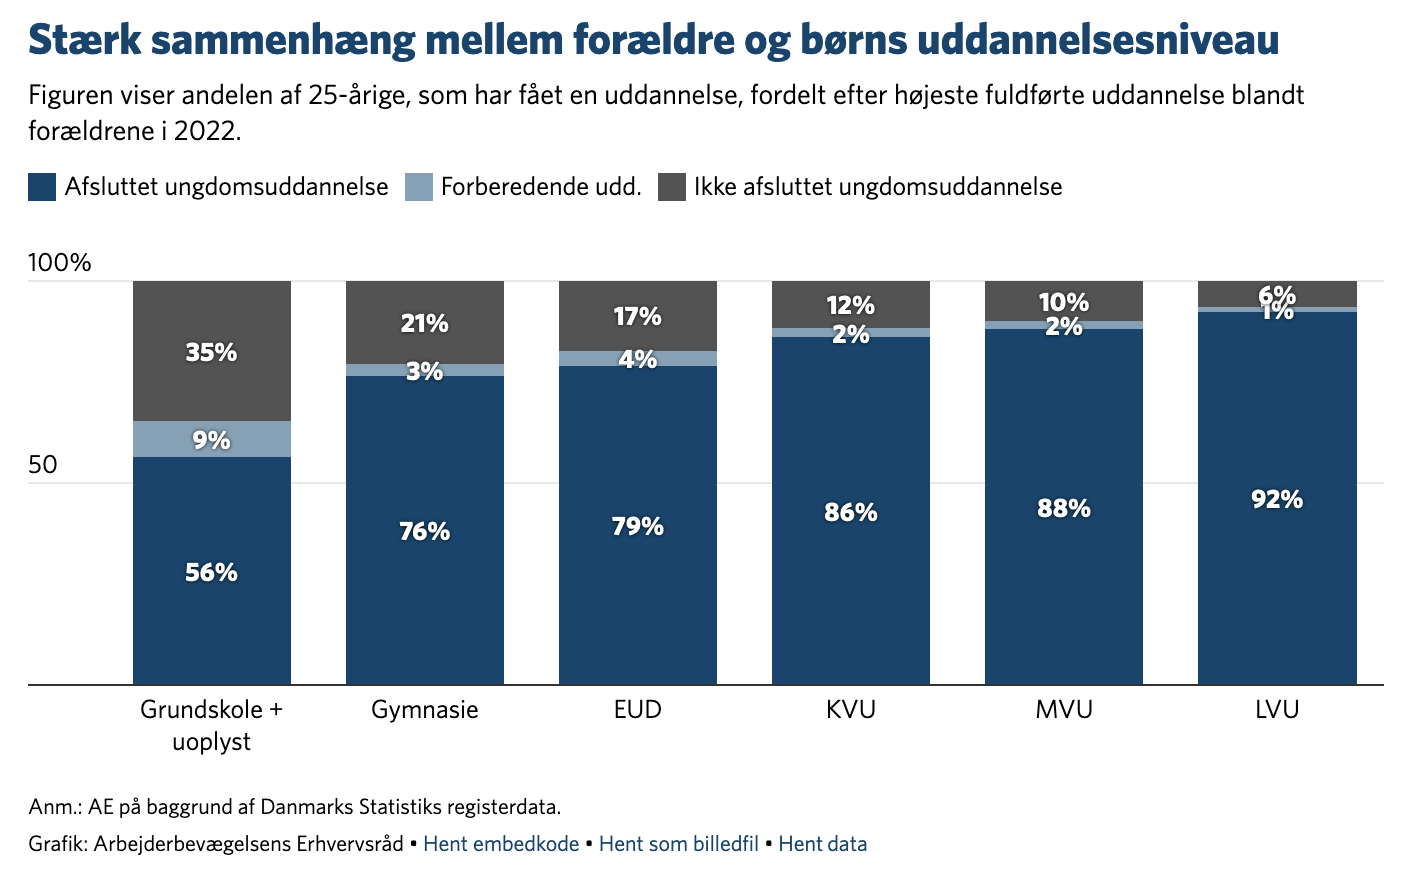 Stærk sammenhæng mellem forældre og børns uddannelsesniveau
Figuren viser andelen af 25-årige, som har fået en uddannelse, fordelt efter højeste fuldførte uddannelse blandt
forældrene i 2022.
Afsluttet ungdomsuddannelse Forberedende udd. Ikke afsluttet ungdomsuddannelse
100%
35% 21% 17% 12% 10% 6%
9% 3% 4% 2% 2% 1%
50
56% 76% 79% 86% 88% 92%
Grundskole + Gymnasie EUD KVU MVU LVU
uoplyst
Anm.: AE på baggrund af Danmarks Statistiks registerdata.
Grafik: Arbejderbevægelsens Erhvervsråd • Hent embedkode • Hent som billedfil • Hent data